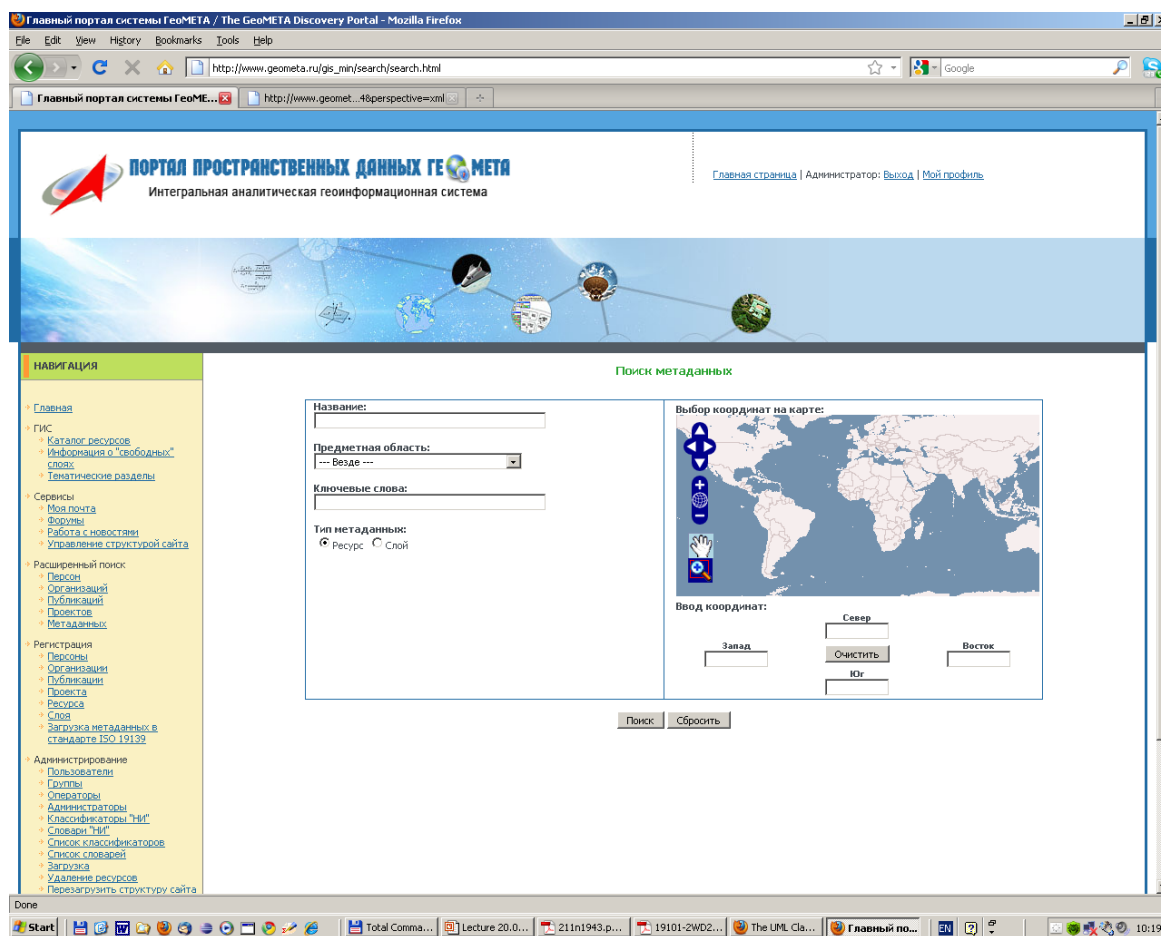 Главный портал системы ГеоМЕТА / The GeoMETA Discovery Portal - Mozilla Firefox
File Edit View History Bookmarks Tools Help
http://www.geometa.ru/gis_min/search/search.html
Google
Главный портал системы ГеоМЕ...
http://www.geomet...4&perspective=xml
ПОРТАЛ ПРОСТРАНСТВЕННЫХ ДАННЫХ ГЕОМЕТА
Интегральная аналитическая геоинформационная система
Главная страница | Администратор: Выход | Мой профиль
НАВИГАЦИЯ
Главная
ГИС
Каталог ресурсов
Информация о "свободных"
слоях
Тематические разделы
Сервисы
Моя почта
Форумы
Работа с новостями
Управление структурой сайта
Расширенный поиск
Персон
Организаций
Публикаций
Проектов
Метаданных
Регистрация
Персоны
Организации
Публикации
Проекта
Ресурса
Слоя
Загрузка метаданных в
стандарте ISO 19139
Администрирование
Пользователи
Группы
Операторы
Администраторы
Классификаторы "НИ"
Словари "НИ"
Список классификаторов
Список словарей
Загрузка
Удаление ресурсов
Перезагрузить структуру сайта
Поиск метаданных
Название:
Предметная область:
--- Везде ---
Ключевые слова:
Тип метаданных:
Ресурс Слой
Выбор координат на карте:
Ввод координат:
Север
Запад
Очистить
Восток
Юг
Поиск Сбросить
Done
Start
Total Comma...
Lecture 20.0...
211n1943.p...
19101-2WD2...
The UML Cla...
Главный по...
EN
10:19